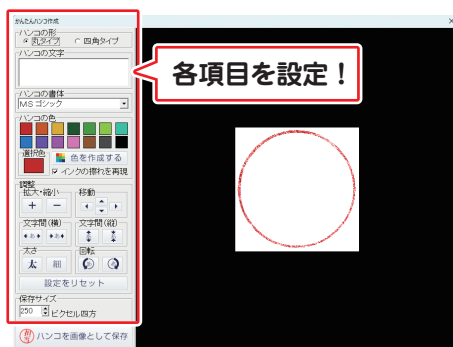 かんたんハンコ作成
ハンコの形
丸タイプ 四角タイプ
ハンコの文字
各項目を設定！
ハンコの書体
MS ゴシック
ハンコの色
選択色
色を作成する
インクの擦れを再現
調整
拡大・縮小 移動
+ −
文字間(横) 文字間(縦)
太さ 回転
太 細
設定をリセット
保存サイズ
250 ピクセル四方
ハンコを画像として保存